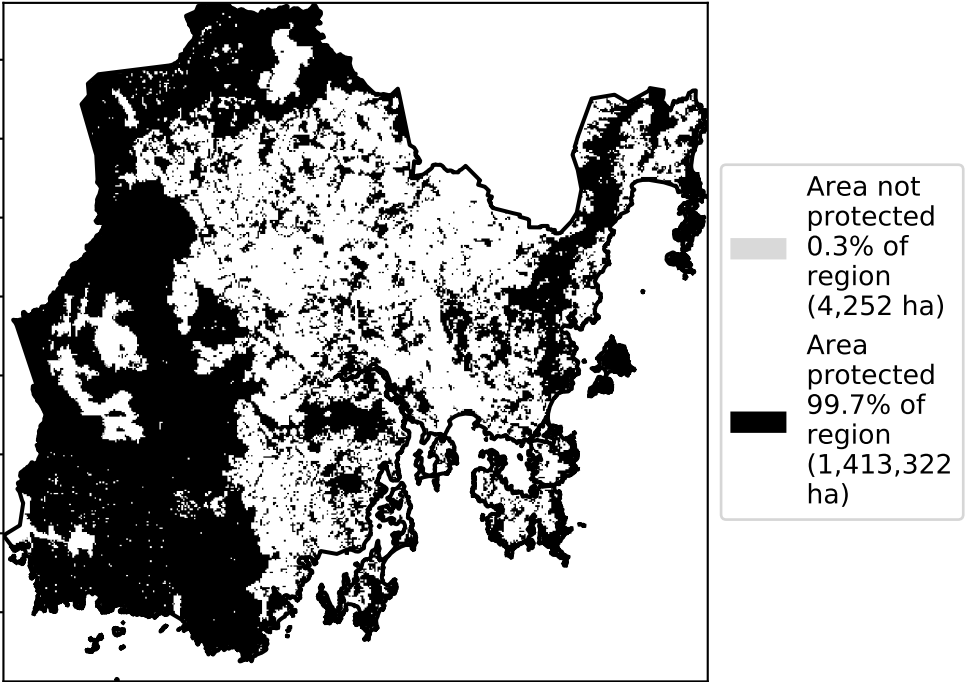 Area not
protected
0.3% of
region
(4,252 ha)
Area
protected
99.7% of
region
(1,413,322
ha)